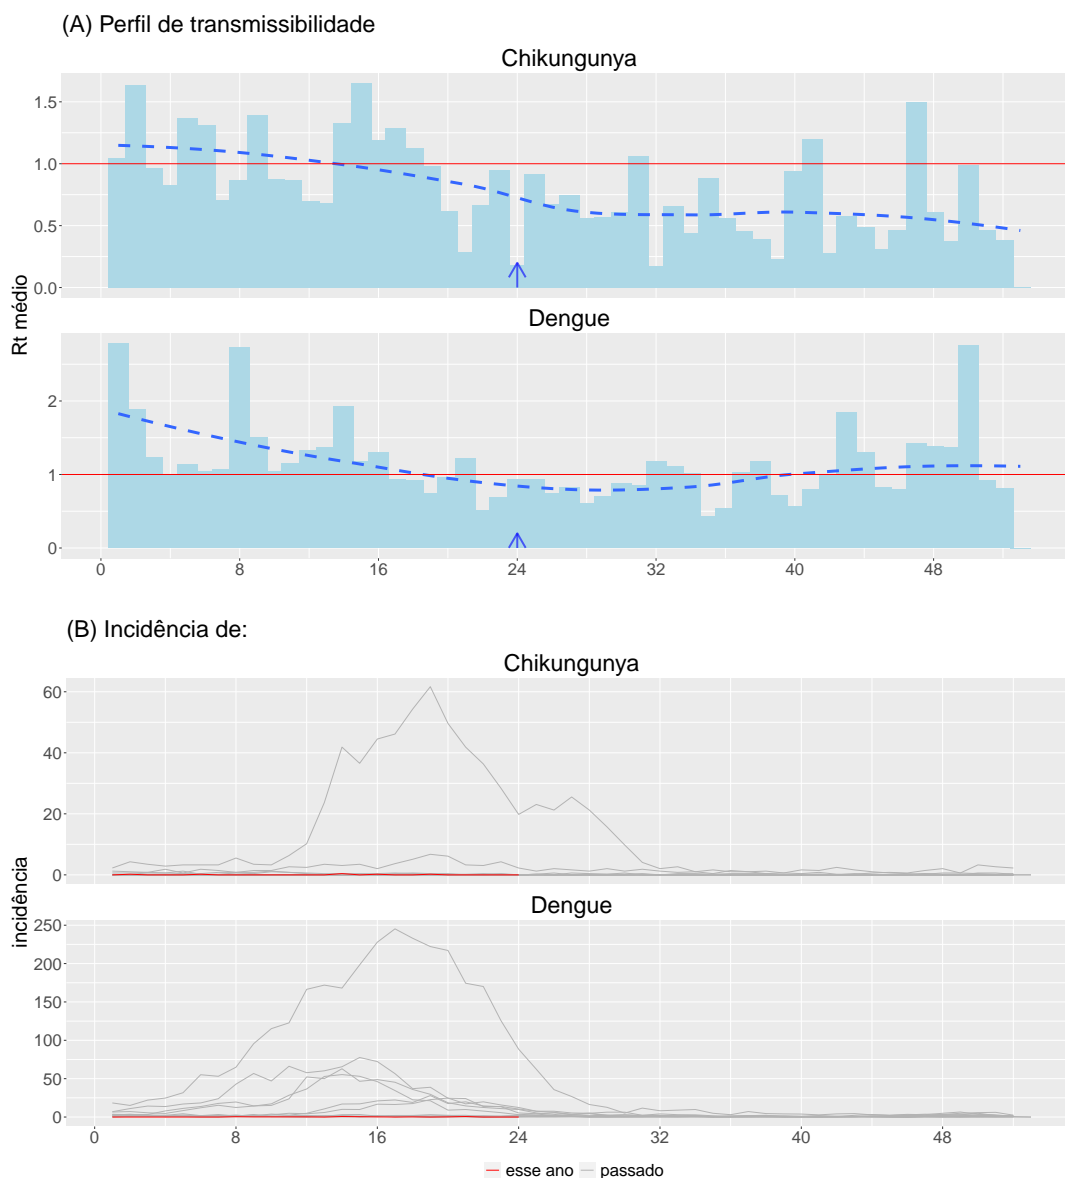 (A) Perfil de transmissibilidade
Chikungunya
1.5
1.0
0.5
0.0
Rt médio
Dengue
2
1
0
0 8 16 24 32 40 48
(B) Incidência de:
Chikungunya
60
40
20
0
incidência
Dengue
250
200
150
100
50
0
0 8 16 24 32 40 48
esse ano passado